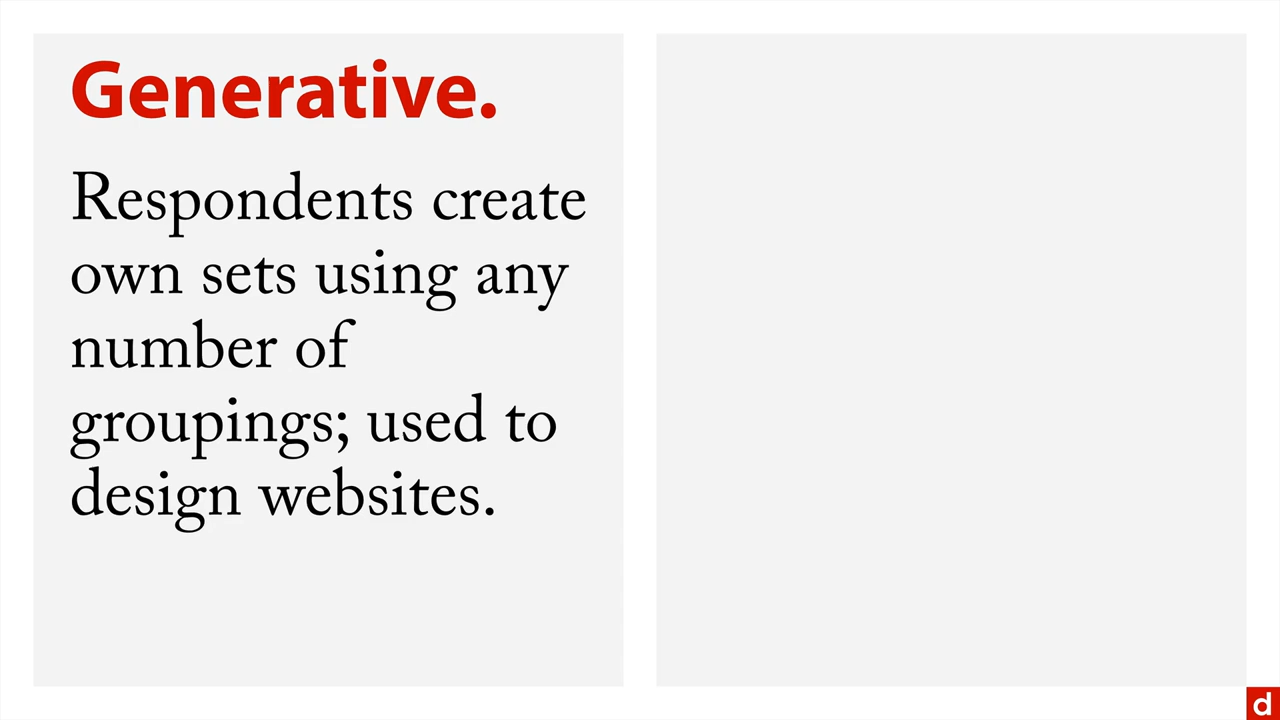 Generative.
Respondents create
own sets using any
number of
groupings; used to
design websites.
d